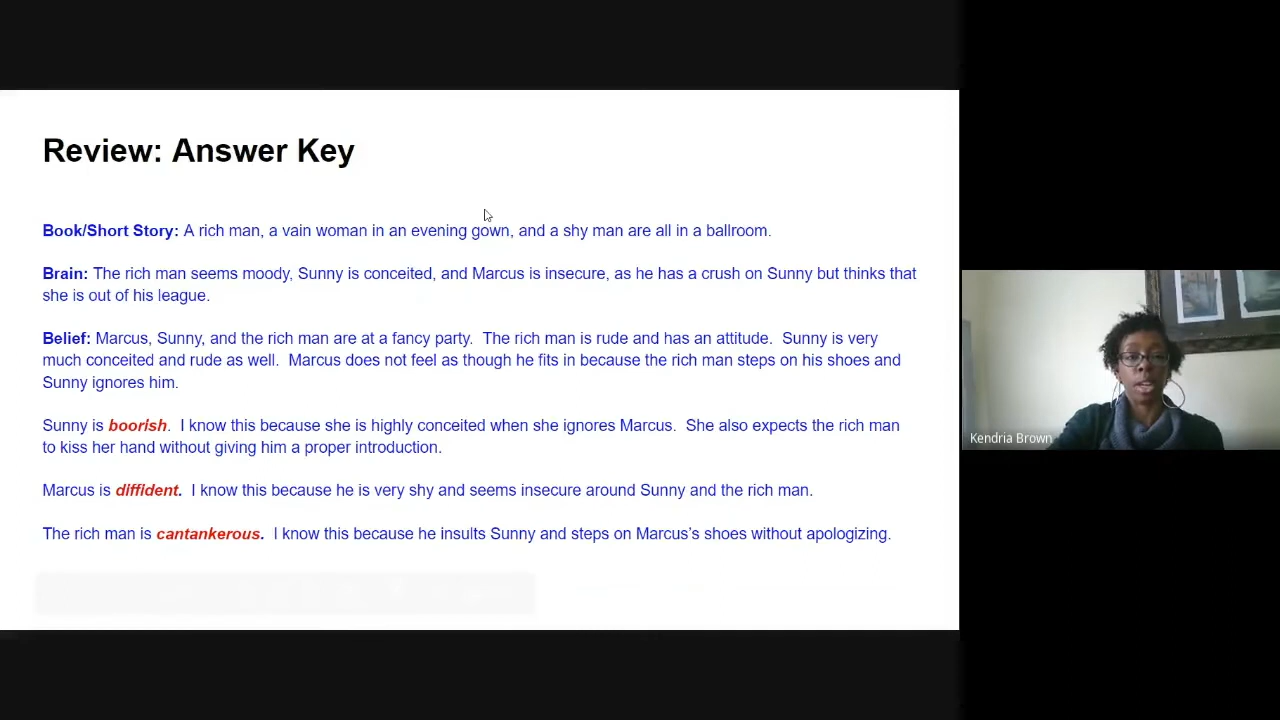 Review: Answer Key
Book/Short Story: A rich man, a vain woman in an evening gown, and a shy man are all in a ballroom.
Brain: The rich man seems moody, Sunny is conceited, and Marcus is insecure, as he has a crush on Sunny but thinks that
she is out of his league.
Belief: Marcus, Sunny, and the rich man are at a fancy party. The rich man is rude and has an attitude. Sunny is very
much conceited and rude as well. Marcus does not feel as though he fits in because the rich man steps on his shoes and
Sunny ignores him.
Sunny is boorish. I know this because she is highly conceited when she ignores Marcus. She also expects the rich man
to kiss her hand without giving him a proper introduction.
Marcus is diffident. I know this because he is very shy and seems insecure around Sunny and the rich man.
The rich man is cantankerous. I know this because he insults Sunny and steps on Marcus's shoes without apologizing.
Kendria Brown